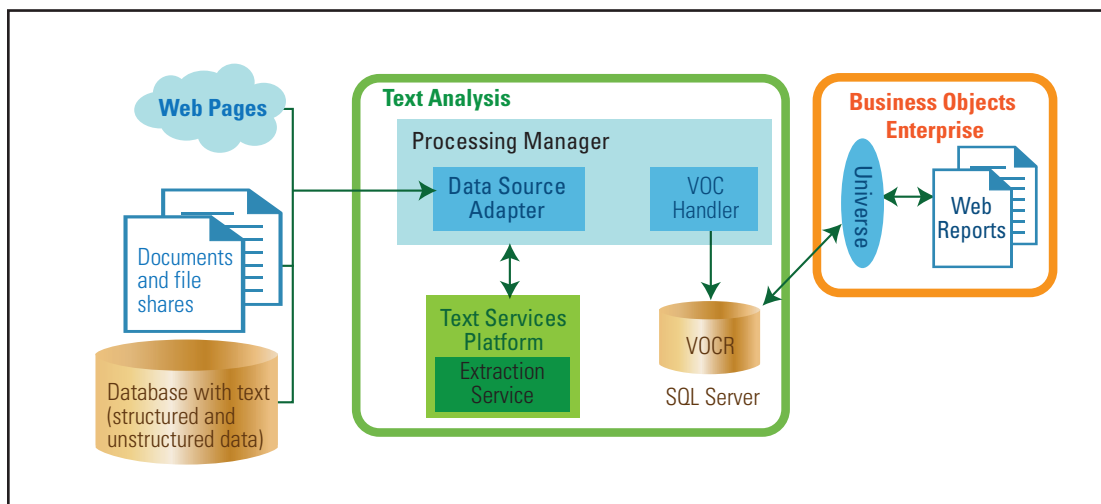 Web Pages
Documents
and file
shares
Database with text
(structured and
unstructured data)
Text Analysis
Processing Manager
Data Source
Adapter
VOC
Handler
Text Services
Platform
Extraction
Service
VOCR
SQL Server
Business Objects
Enterprise
Universe
Web
Reports